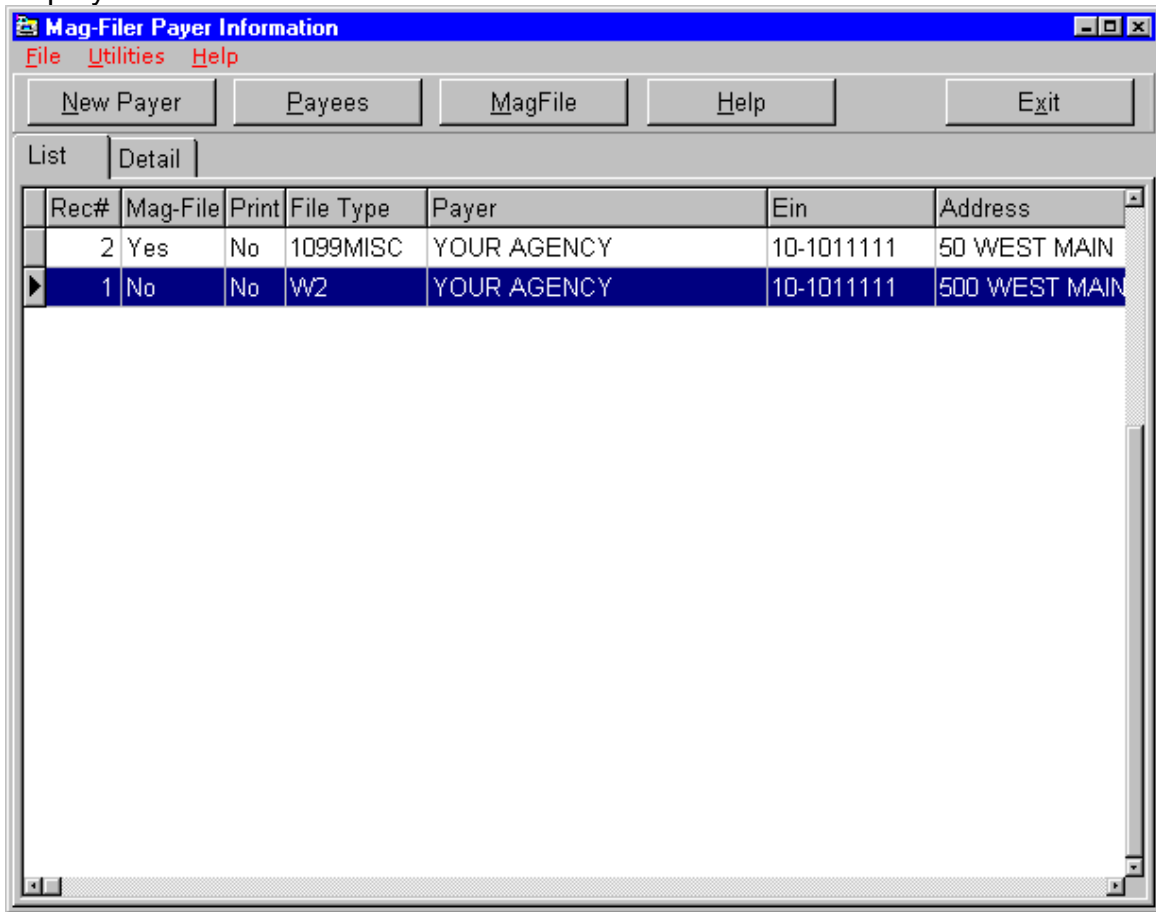 Mag-Filer Payer Information
File Utilities Help
New Payer Payees MagFile Help Exit
List Detail
Rec# Mag-File Print File Type Payer Ein Address
2 Yes No 1099MISC YOUR AGENCY 10-1011111 50 WEST MAIN
1 No No W2 YOUR AGENCY 10-1011111 500 WEST MAIN